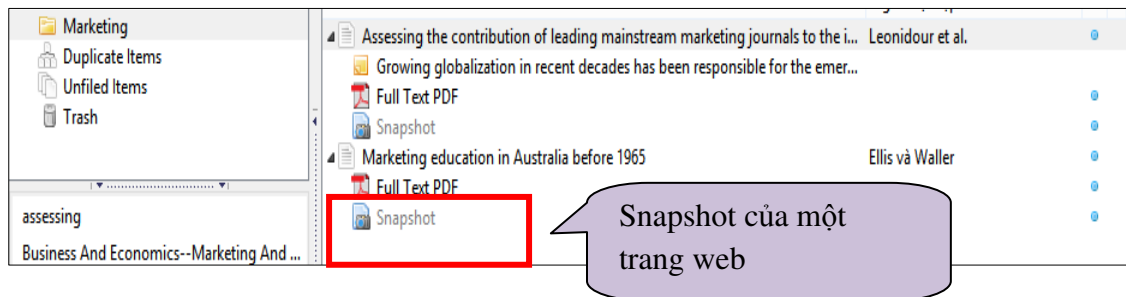 Marketing
Duplicate Items
Unfiled Items
Trash
assessing
Business And Economics--Marketing And ...
Assessing the contribution of leading mainstream marketing journals to the i... Leonidour et al.
Growing globalization in recent decades has been responsible for the emer...
Full Text PDF
Snapshot
Marketing education in Australia before 1965 Ellis và Waller
Full Text PDF
Snapshot
Snapshot của một
trang web